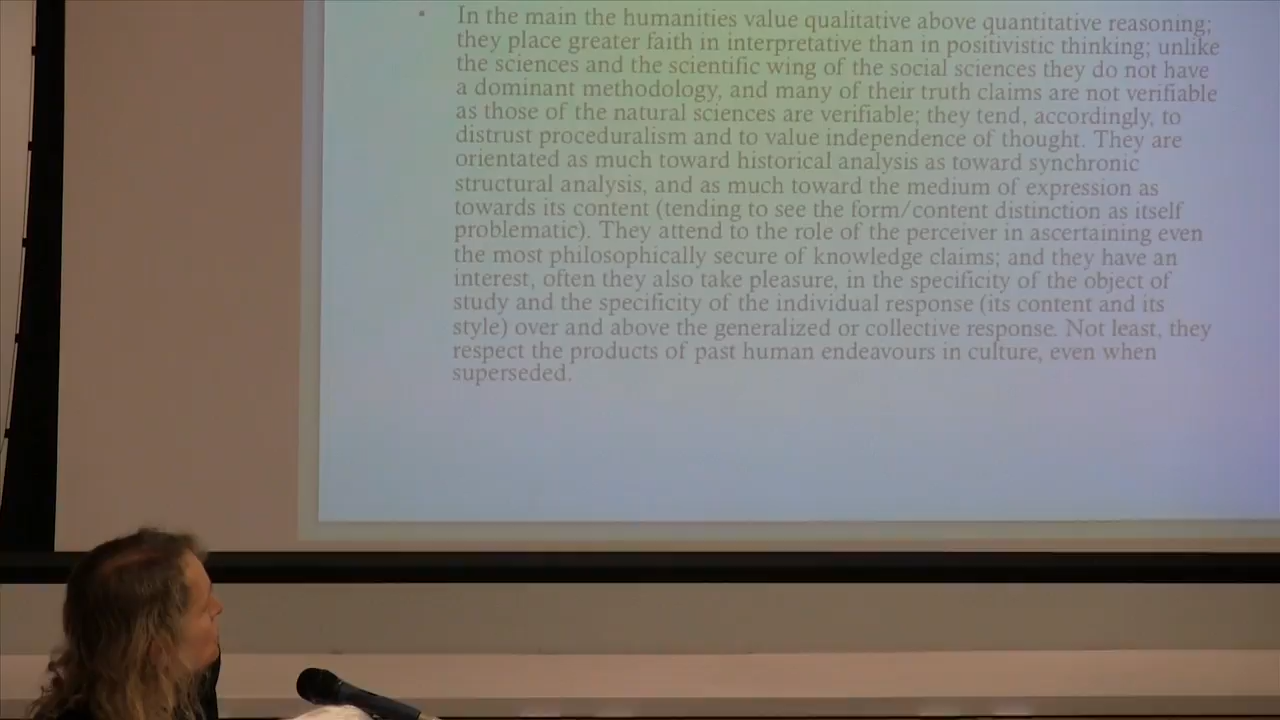 ▪ In the main the humanities value qualitative above quantitative reasoning;
they place greater faith in interpretative than in positivistic thinking; unlike
the sciences and the scientific wing of the social sciences they do not have
a dominant methodology, and many of their truth claims are not verifiable
as those of the natural sciences are verifiable; they tend, accordingly, to
distrust proceduralism and to value independence of thought. They are
orientated as much toward historical analysis as toward synchronic
structural analysis, and as much toward the medium of expression as
towards its content (tending to see the form/content distinction as itself
problematic). They attend to the role of the perceiver in ascertaining even
the most philosophically secure of knowledge claims; and they have an
interest, often they also take pleasure, in the specificity of the object of
study and the specificity of the individual response (its content and its
style) over and above the generalized or collective response. Not least, they
respect the products of past human endeavours in culture, even when
superseded.